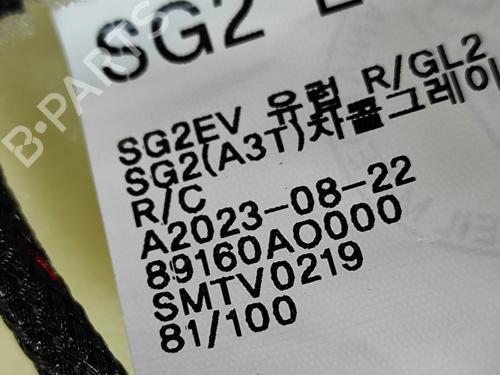 SG2 E
SG2EV 유럽 R/GL2
SG2(A3T)차콜그레이
R/C
A2023-08-22
89160AO000
SMTV0219
81/100
B-PARTS